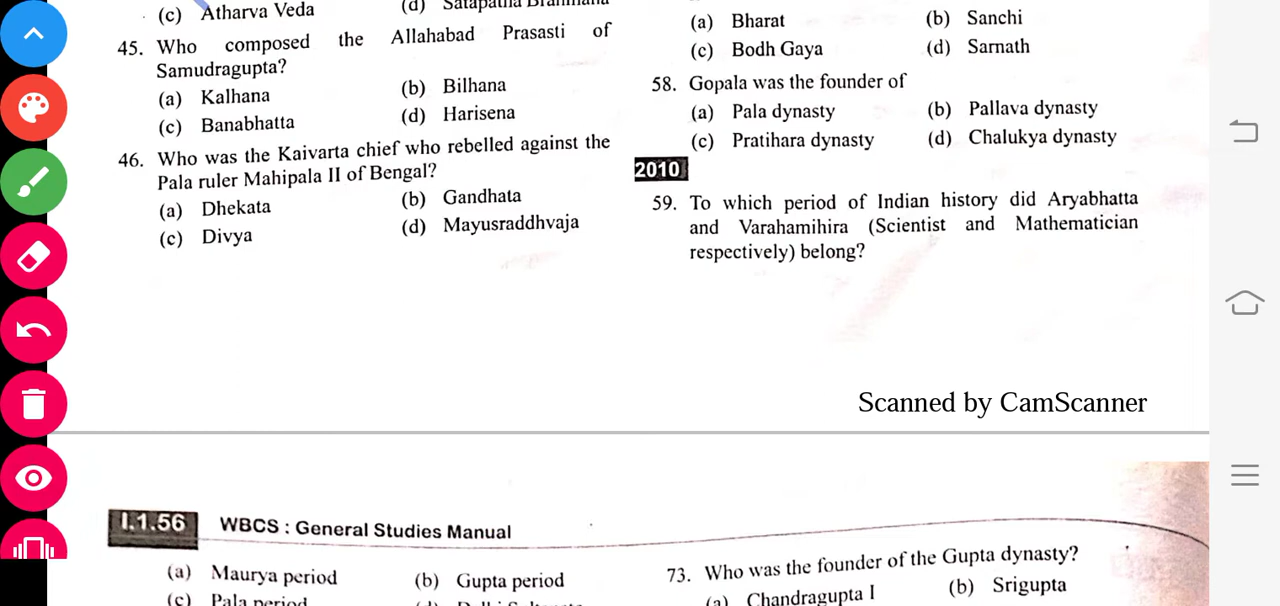 (c) Atharva Veda
(d) Satapatha Brahmana
45. Who composed the Allahabad Prasasti of
Samudragupta?
(a) Kalhana
(b) Bilhana
(c) Banabhatta
(d) Harisena
46. Who was the Kaivarta chief who rebelled against the
Pala ruler Mahipala II of Bengal?
(a) Dhekata
(b) Gandhata
(c) Divya
(d) Mayusraddhvaja
(a) Bharat
(b) Sanchi
(c) Bodh Gaya
(d) Sarnath
58. Gopala was the founder of
(a) Pala dynasty
(b) Pallava dynasty
(c) Pratihara dynasty
(d) Chalukya dynasty
2010
59. To which period of Indian history did Aryabhatta
and Varahamihira (Scientist and Mathematician
respectively) belong?
Scanned by CamScanner
I.1.56 WBCS : General Studies Manual
(a) Maurya period
(b) Gupta period
(c) Pala period
73. Who was the founder of the Gupta dynasty?
(a) Chandragupta I
(b) Srigupta